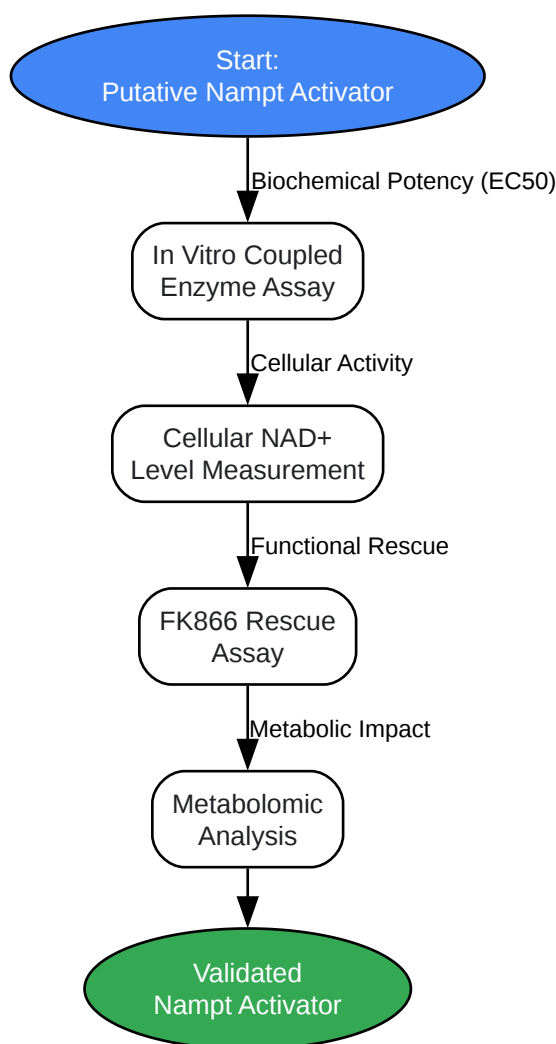 Start:
Putative Nampt Activator
Biochemical Potency (EC50)
In Vitro Coupled
Enzyme Assay
Cellular Activity
Cellular NAD+
Level Measurement
Functional Rescue
FK866 Rescue
Assay
Metabolic Impact
Metabolomic
Analysis
Validated
Nampt Activator